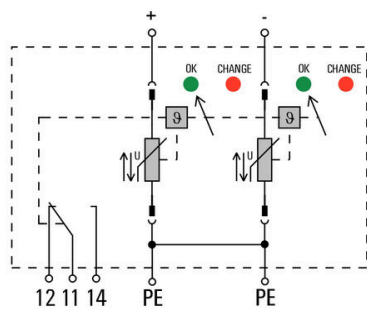 + -
OK CHANGE OK CHANGE
ϑ ϑ
U U
12 11 14 PE PE